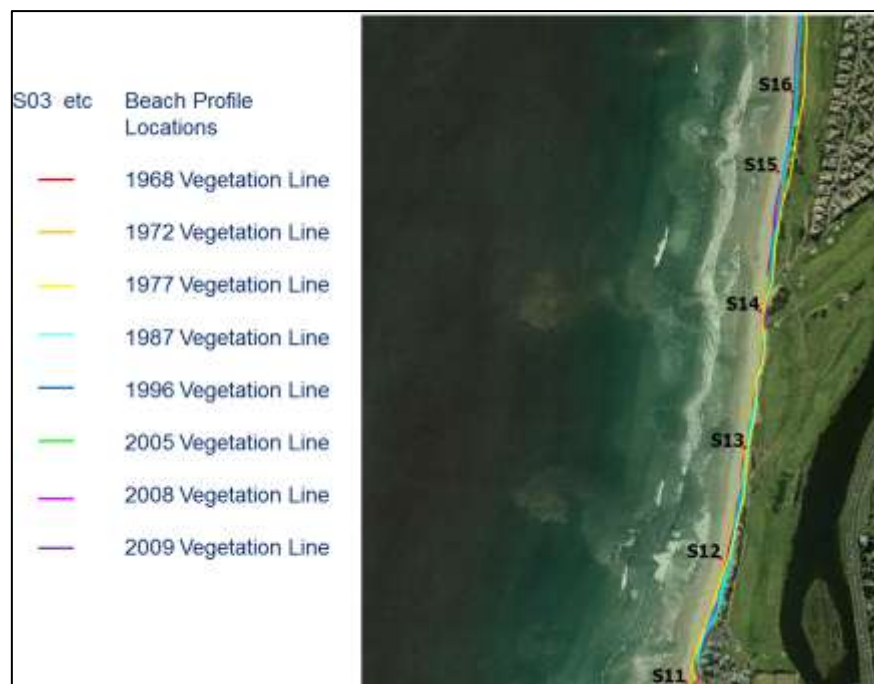 S03 etc Beach Profile
Locations
1968 Vegetation Line
1972 Vegetation Line
1977 Vegetation Line
1987 Vegetation Line
1996 Vegetation Line
2005 Vegetation Line
2008 Vegetation Line
2009 Vegetation Line
S16
S15
S14
S13
S12
S11